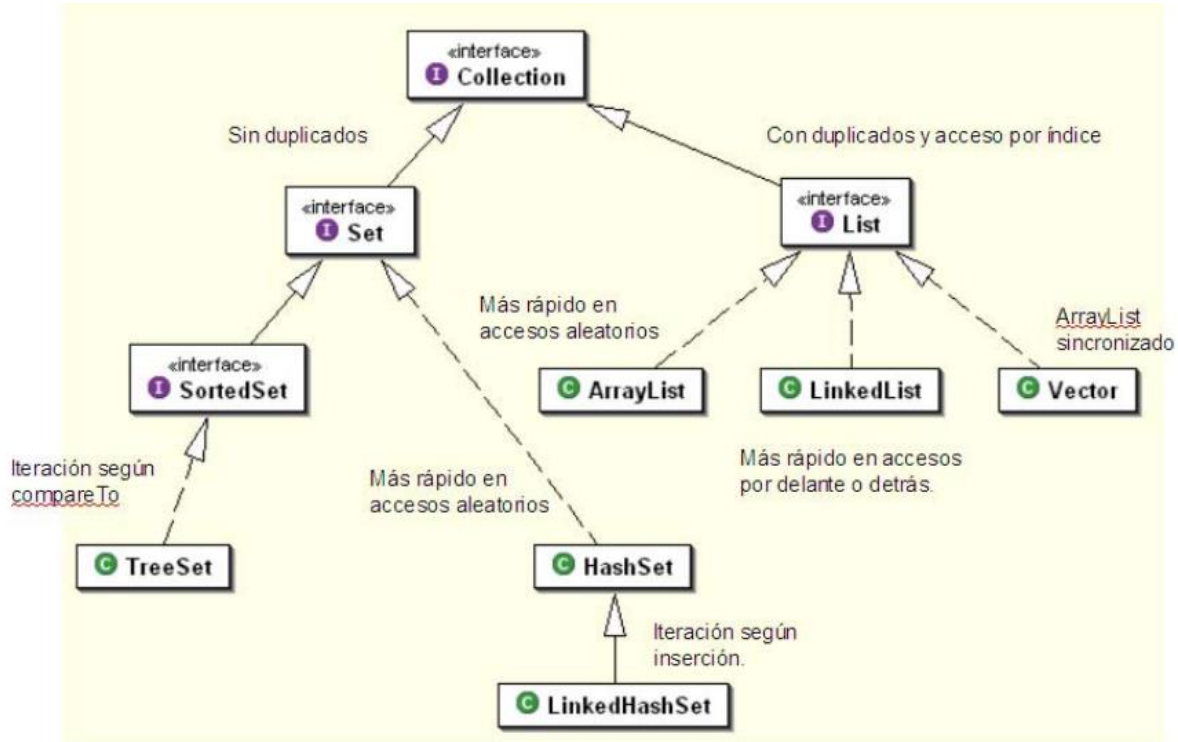 «interface»
I Collection
Sin duplicados
Con duplicados y acceso por índice
«interface»
I Set
«interface»
I List
Más rápido en
accesos aleatorios
ArrayList
sincronizado
«interface»
I SortedSet
C ArrayList
C LinkedList
C Vector
Iteración según
compareTo
Más rápido en
accesos aleatorios
Más rápido en accesos
por delante o detrás.
C TreeSet
C HashSet
Iteración según
inserción.
C LinkedHashSet